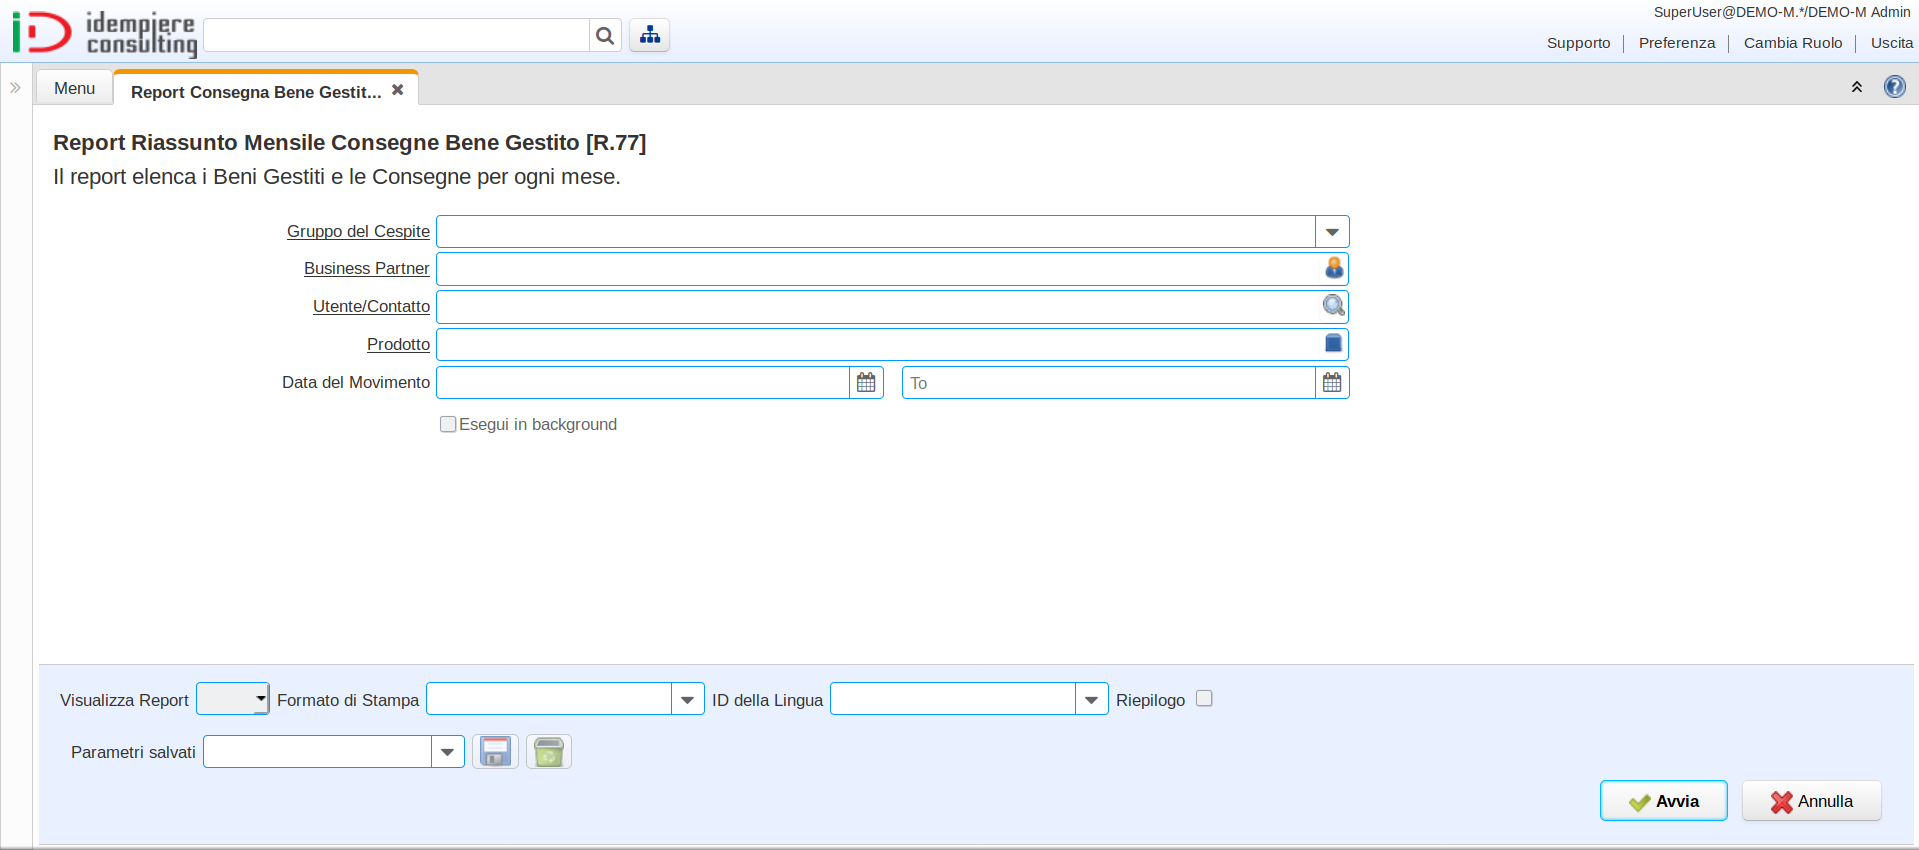 idempiere
consulting
SuperUser@DEMO-M.*/DEMO-M Admin
Supporto Preferenza Cambia Ruolo Uscita
Menu
Report Consegna Bene Gestit...
Report Riassunto Mensile Consegne Bene Gestito [R.77]
Il report elenca i Beni Gestiti e le Consegne per ogni mese.
Gruppo del Cespite
Business Partner
Utente/Contatto
Prodotto
Data del Movimento To
Esegui in background
Visualizza Report Formato di Stampa ID della Lingua Riepilogo
Parametri salvati
Avvia Annulla